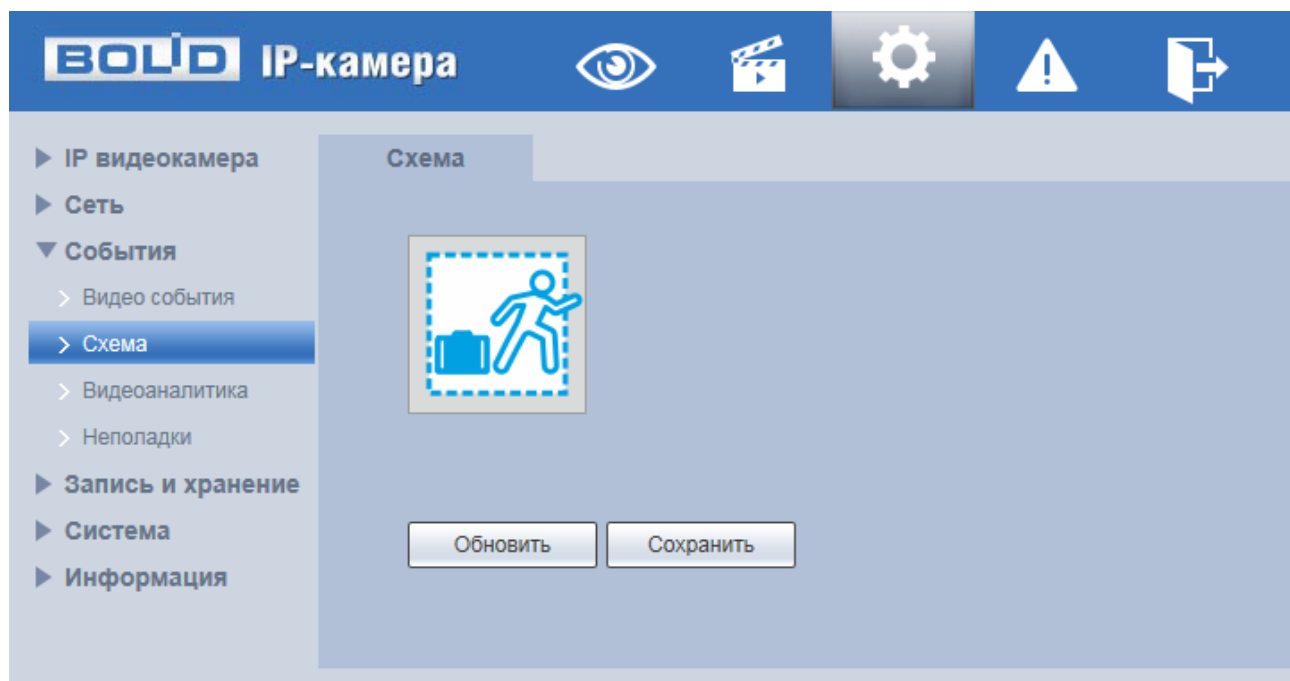 BOLID IP-камера
IP видеокамера
Сеть
События
Видео события
Схема
Видеоаналитика
Неполадки
Запись и хранение
Система
Информация
Схема
Обновить
Сохранить